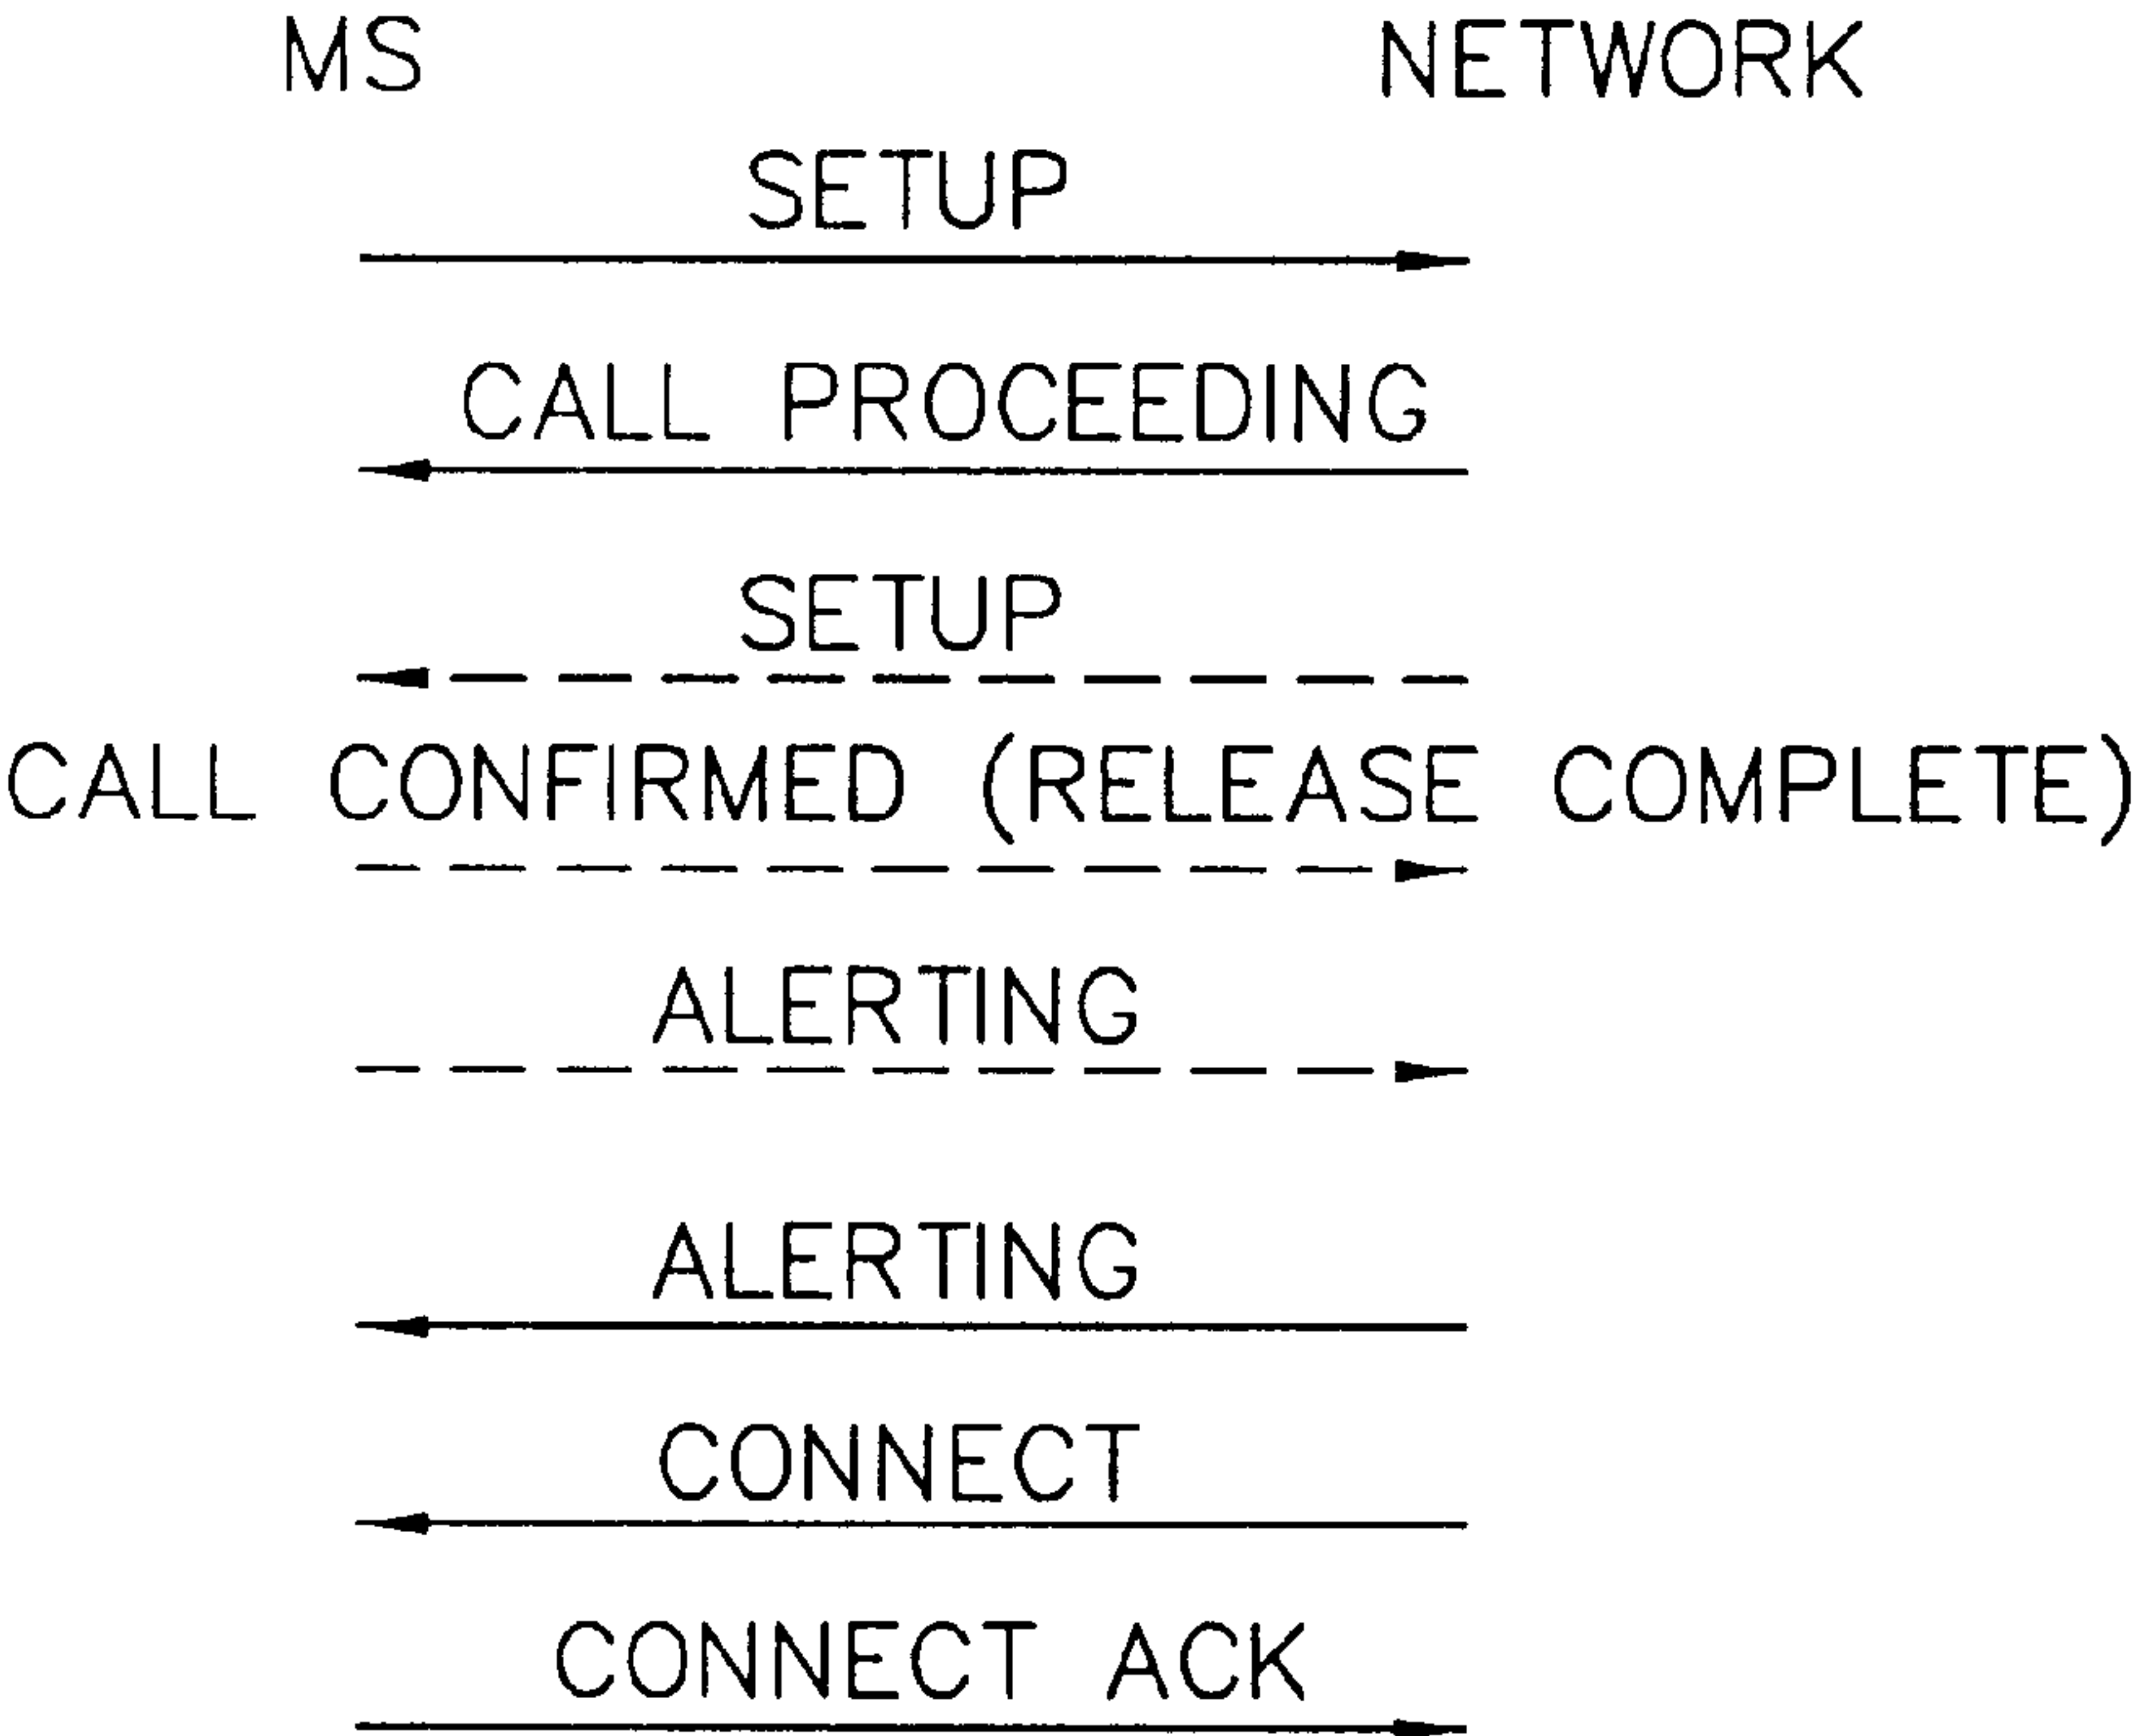 MS NETWORK
SETUP
CALL PROCEEDING
SETUP
CALL CONFIRMED (RELEASE COMPLETE)
ALERTING
ALERTING
CONNECT
CONNECT ACK